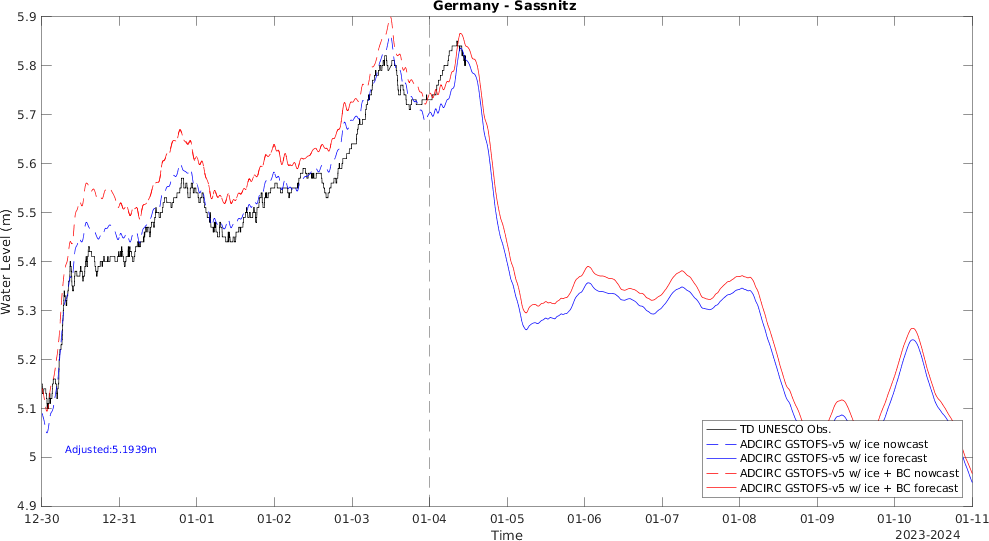 Germany - Sassnitz
5.9
5.8
5.7
5.6
5.5
5.4
5.3
5.2
5.1
5
4.9
Water Level (m)
Adjusted:5.1939m
TD UNESCO Obs.
ADCIRC GSTOFS-v5 w/ ice nowcast
ADCIRC GSTOFS-v5 w/ ice forecast
ADCIRC GSTOFS-v5 w/ ice + BC nowcast
ADCIRC GSTOFS-v5 w/ ice + BC forecast
12-30 12-31 01-01 01-02 01-03 01-04 01-05 01-06 01-07 01-08 01-09 01-10 01-11
Time
2023-2024